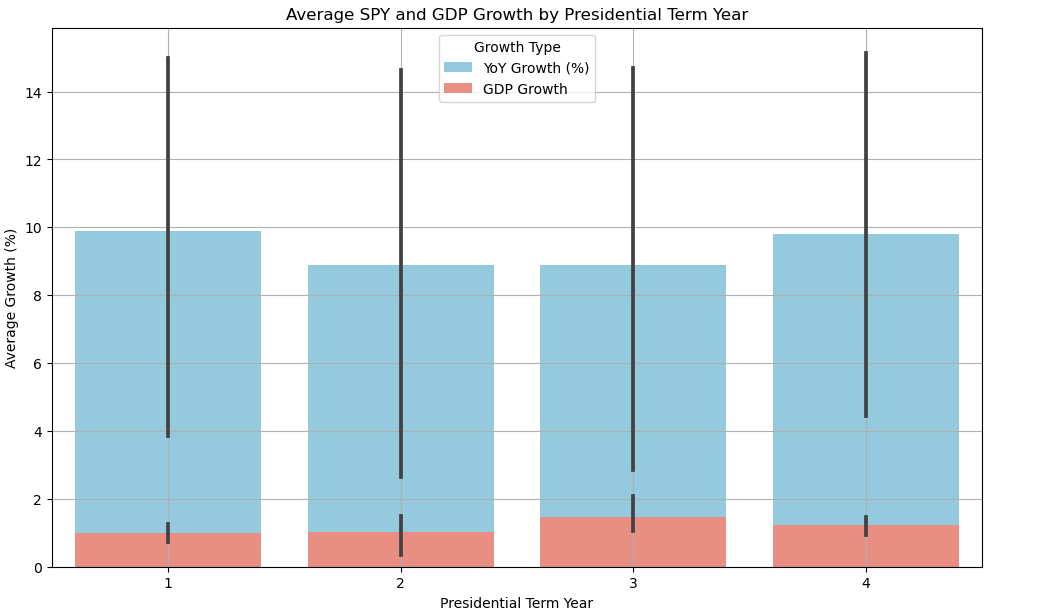 Average SPY and GDP Growth by Presidential Term Year
Growth Type
YoY Growth (%)
GDP Growth
Average Growth (%)
14
12
10
8
6
4
2
0
1 2 3 4
Presidential Term Year